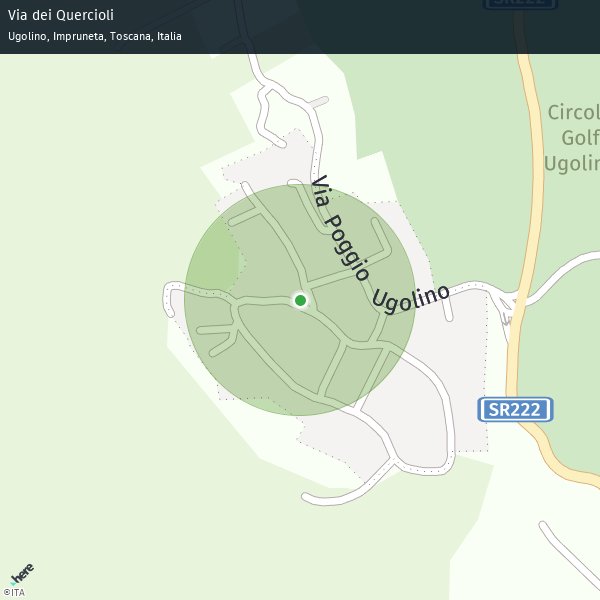 Via dei Quercioli
Ugolino, Impruneta, Toscana, Italia
SR222
Circol
Golf
Ugolin
Via Poggio Ugolino
SR222
here
©ITA